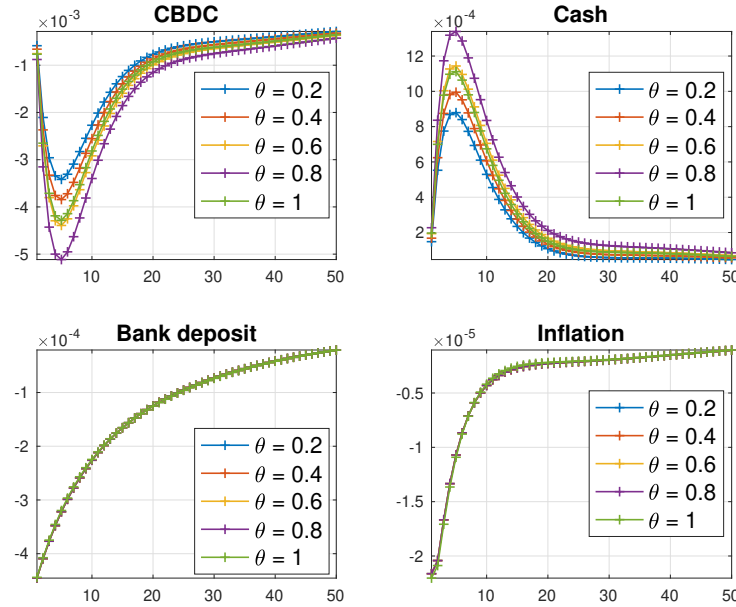 CBDC
×10⁻³
-1
-2
-3
-4
-5
10 20 30 40 50
θ = 0.2
θ = 0.4
θ = 0.6
θ = 0.8
θ = 1
Cash
×10⁻⁴
12
10
8
6
4
2
10 20 30 40 50
θ = 0.2
θ = 0.4
θ = 0.6
θ = 0.8
θ = 1
Bank deposit
×10⁻⁴
-1
-2
-3
-4
10 20 30 40 50
θ = 0.2
θ = 0.4
θ = 0.6
θ = 0.8
θ = 1
Inflation
×10⁻⁵
-0.5
-1
-1.5
-2
10 20 30 40 50
θ = 0.2
θ = 0.4
θ = 0.6
θ = 0.8
θ = 1